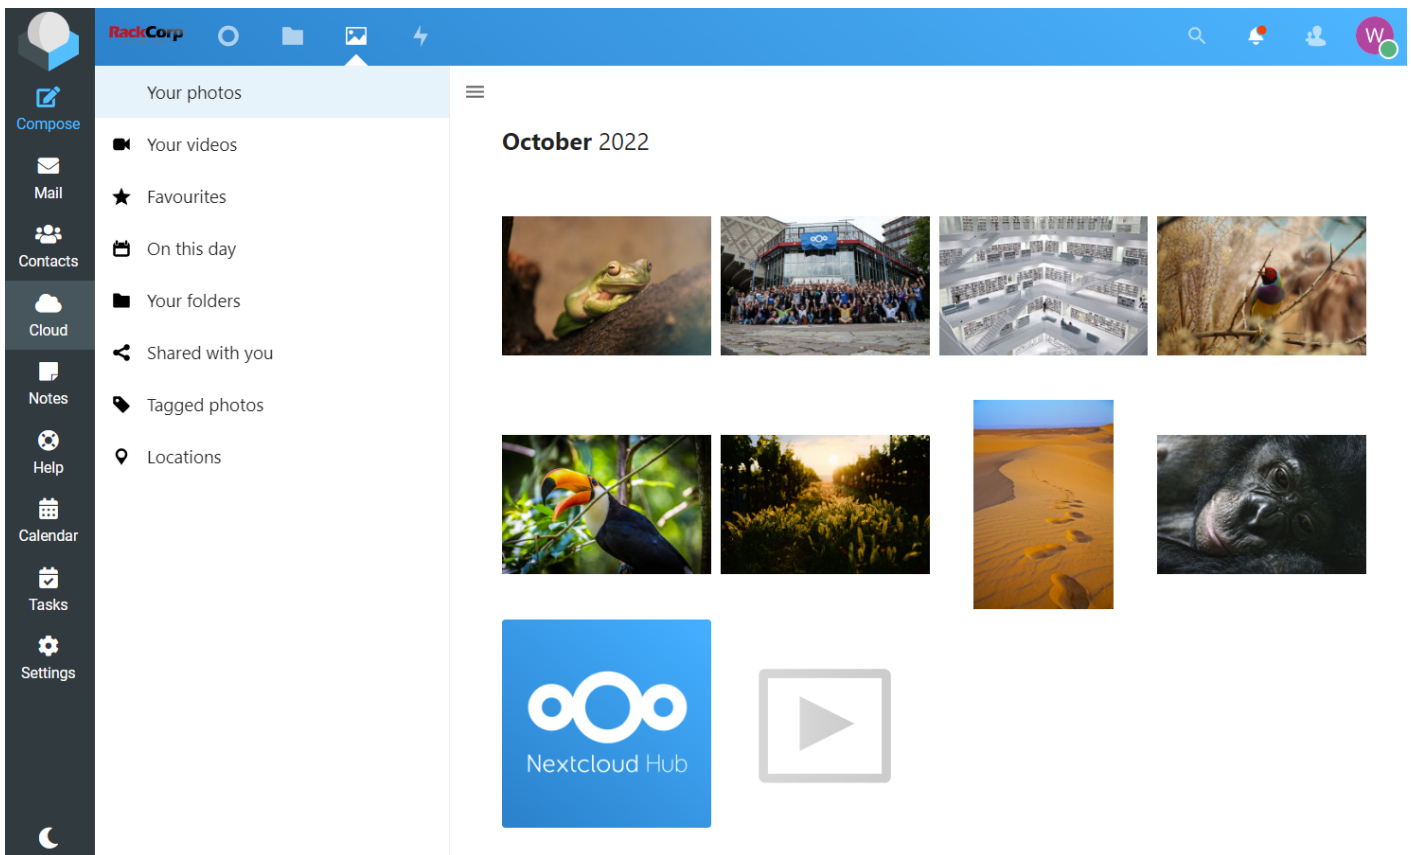 RackCorp
W
Compose
Mail
Contacts
Cloud
Notes
Help
Calendar
Tasks
Settings
Your photos
Your videos
Favourites
On this day
Your folders
Shared with you
Tagged photos
Locations
October 2022
Nextcloud Hub